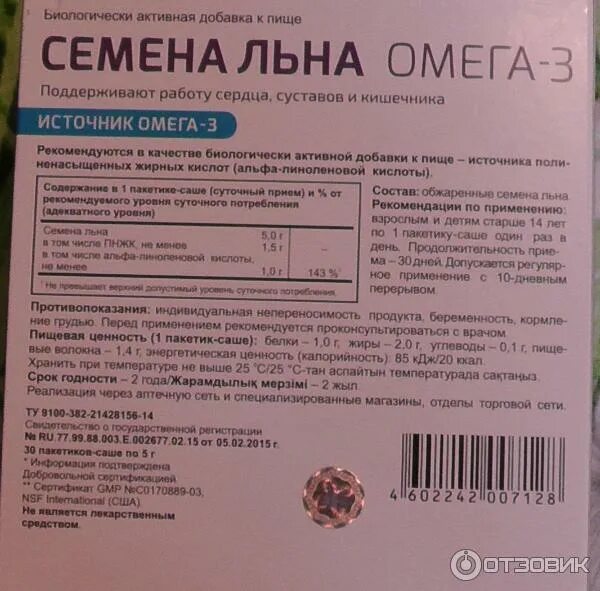 Биологически активная добавка к пище
СЕМЕНА ЛЬНА ОМЕГА-3
Поддерживают работу сердца, суставов и кишечника
ИСТОЧНИК ОМЕГА-3
Рекомендуются в качестве биологически активной добавки к пище – источника поли-
ненасыщенных жирных кислот (альфа-линоленовой кислоты).
Содержание в 1 пакетике-саше (суточный прием) и % от
рекомендуемого уровня суточного потребления
(адекватного уровня)
Семена льна 5,0 г
в том числе ПНЖК, не менее 1,5 г –
в том числе альфа-линоленовой кислоты,
не менее 1,0 г 143 %¹
¹ Не превышает верхний допустимый уровень суточного потребления.
Состав: обжаренные семена льна
Рекомендации по применению:
взрослым и детям старше 14 лет
по 1 пакетику-саше один раз в
день. Продолжительность прие-
ма – 30 дней. Допускается регуляр-
ное применение с 10-дневным
перерывом.
Противопоказания: индивидуальная непереносимость продукта, беременность, кормле-
ние грудью. Перед применением рекомендуется проконсультироваться с врачом.
Пищевая ценность (1 пакетик-саше): белки – 1,0 г, жиры – 2,0 г, углеводы – 0,1 г, пище-
вые волокна – 1,4 г, энергетическая ценность (калорийность): 85 кДж/20 ккал.
Хранить при температуре не выше 25 °С/25 °С-тан аспайтын температурада сақтаңыз.
Срок годности – 2 года/Жарамдылық мерзімі – 2 жыл.
Реализация через аптечную сеть и специализированные магазины, отделы торговой сети.
ТУ 9100-382-21428156-14
Свидетельство о государственной регистрации
№ RU.77.99.88.003.Е.002677.02.15 от 05.02.2015 г.
30 пакетиков-саше по 5 г
* Информация подтверждена
Добровольной сертификацией.
** Сертификат GMP №C0170889-03,
NSF International (США).
Не является лекарственным
средством.
4 602242 007128
ОТЗОВИК